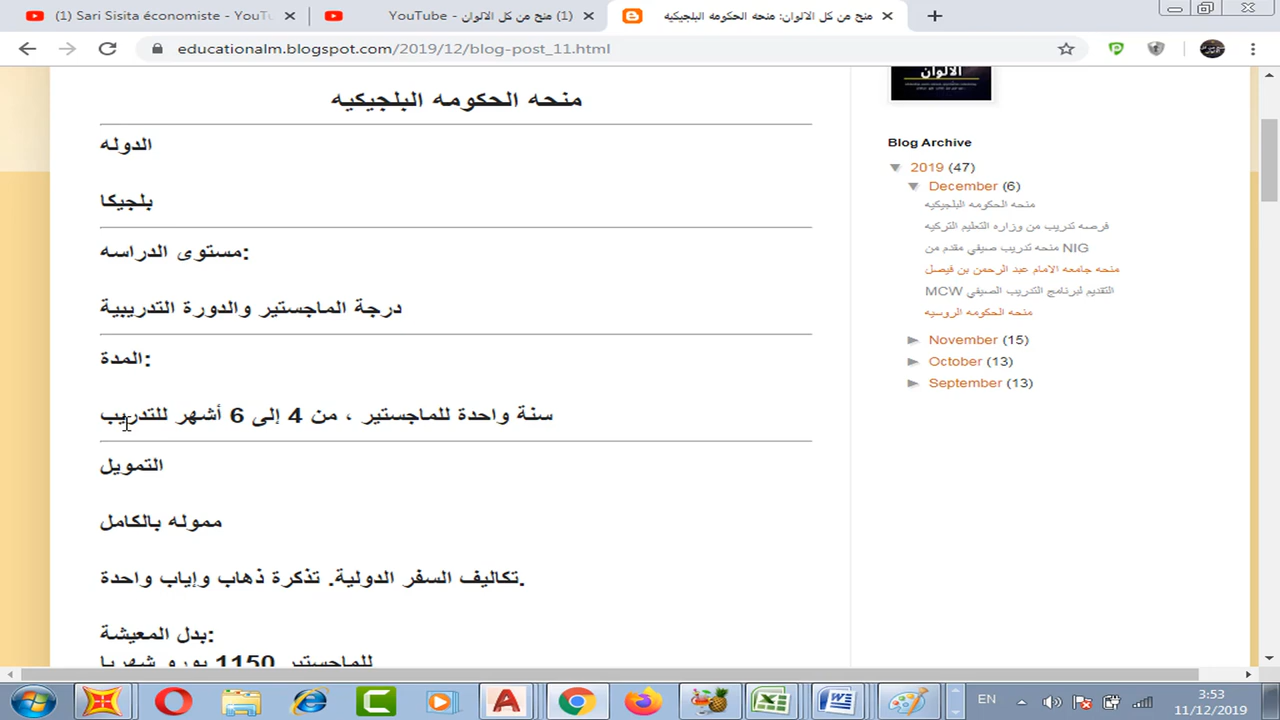 (1) Sari Sisita économiste - YouTu
(1) منح من كل الالوان - YouTube
منح من كل الالوان: منحه الحكومه البلجيكيه
educationalm.blogspot.com/2019/12/blog-post_11.html
منحه الحكومه البلجيكيه
الدوله
بلجيكا
مستوى الدراسه:
درجة الماجستير والدورة التدريبية
المدة:
سنة واحدة للماجستير ، من 4 إلى 6 أشهر للتدريب
التمويل
مموله بالكامل
تكاليف السفر الدولية. تذكرة ذهاب وإياب واحدة.
بدل المعيشة:
للماجستير 1150 يورو شهريا
الالوان
Blog Archive
2019 (47)
December (6)
منحه الحكومه البلجيكيه
فرصه تدريب من وزاره التعليم التركيه
منحه تدريب صيفي مقدم من NIG
منحه جامعه الامام عبد الرحمن بن فيصل
التقديم لبرنامج التدريب الصيفي MCW
منحه الحكومه الروسيه
November (15)
October (13)
September (13)
EN
3:53
11/12/2019